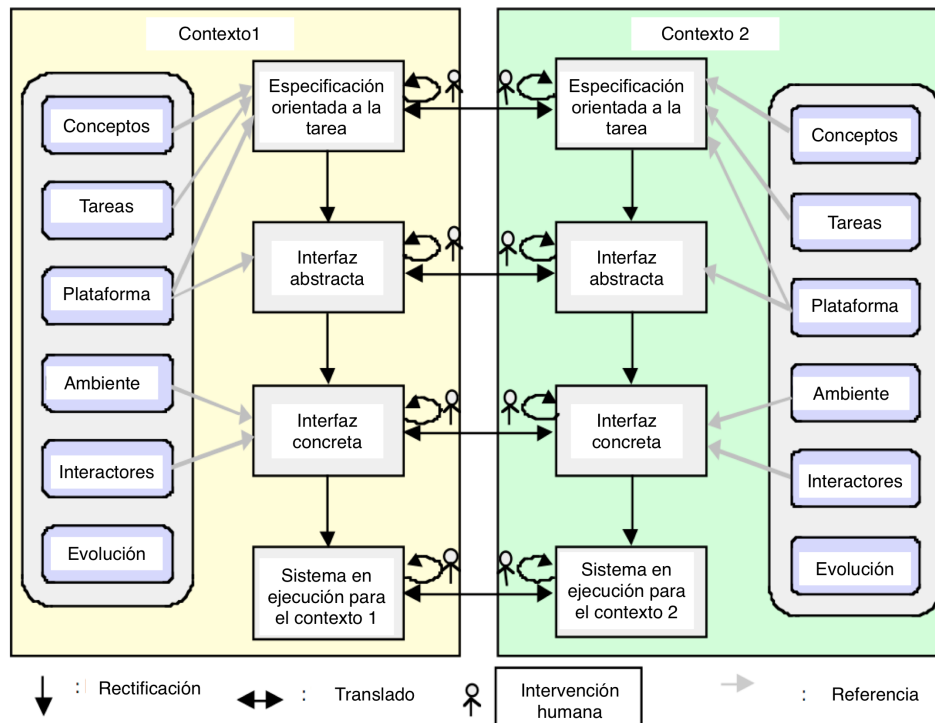 Contexto1
Conceptos
Tareas
Plataforma
Ambiente
Interactores
Evolución
Especificación
orientada a la
tarea
Interfaz
abstracta
Interfaz
concreta
Sistema en
ejecución para
el contexto 1
Contexto 2
Especificación
orientada a la
tarea
Interfaz
abstracta
Interfaz
concreta
Sistema en
ejecución para
el contexto 2
Conceptos
Tareas
Plataforma
Ambiente
Interactores
Evolución
: Rectificación
: Translado
Intervención
humana
: Referencia